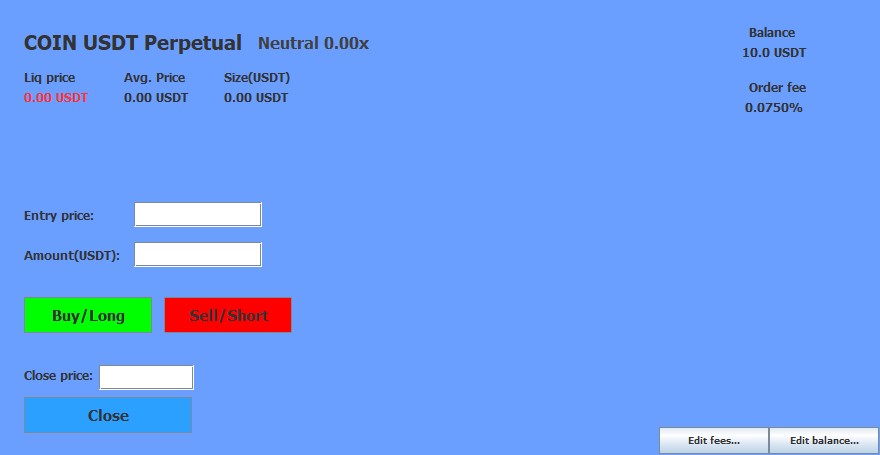 COIN USDT Perpetual Neutral 0.00x
Balance
10.0 USDT
Liq price Avg. Price Size(USDT)
0.00 USDT 0.00 USDT 0.00 USDT
Order fee
0.0750%
Entry price:
Amount(USDT):
Buy/Long Sell/Short
Close price:
Close
Edit fees... Edit balance...